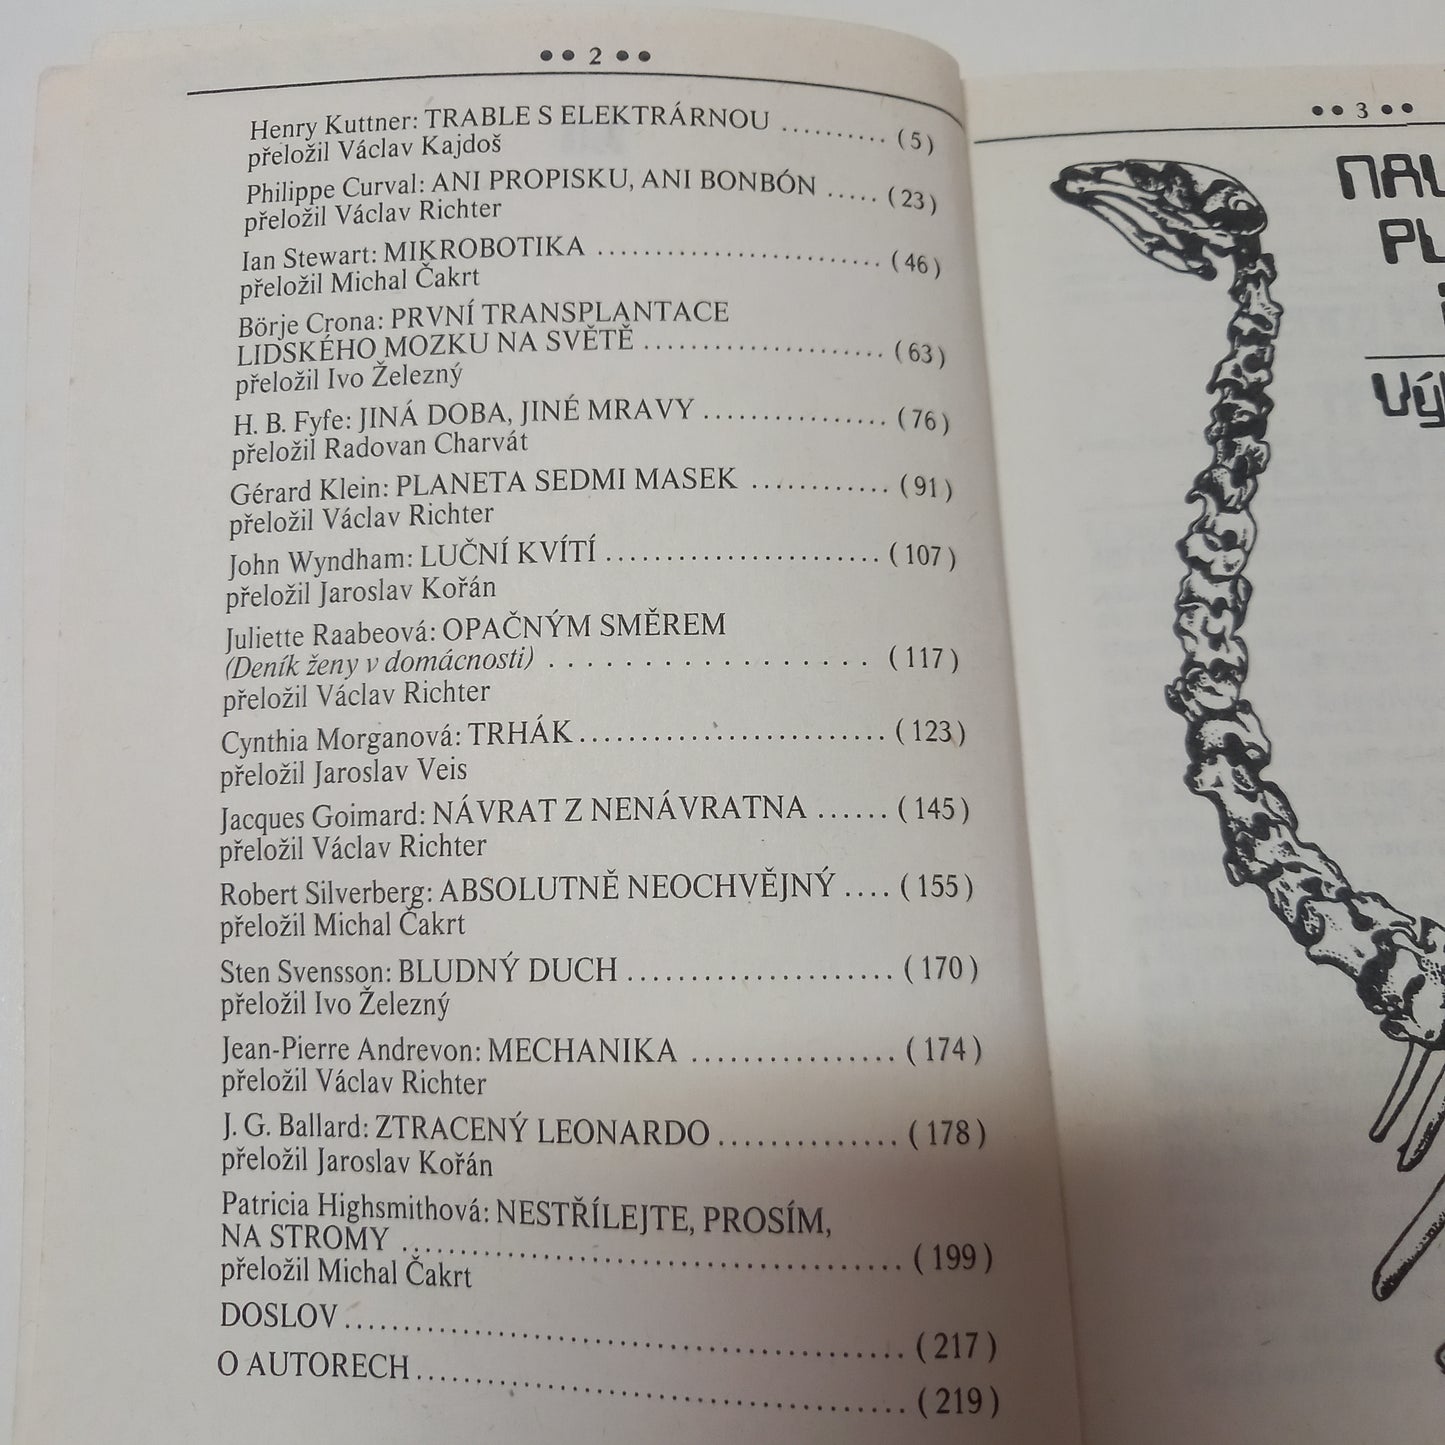 •• 2 ••
Henry Kuttner: TRABLE S ELEKTRÁRNOU .......... (5)
přeložil Václav Kajdoš
Philippe Curval: ANI PROPISKU, ANI BONBÓN ..... (23)
přeložil Václav Richter
Ian Stewart: MIKROBOTIKA ........................ (46)
přeložil Michal Čakrt
Börje Crona: PRVNÍ TRANSPLANTACE
LIDSKÉHO MOZKU NA SVĚTĚ ..................... (63)
přeložil Ivo Železný
H. B. Fyfe: JINÁ DOBA, JINÉ MRAVY ................ (76)
přeložil Radovan Charvát
Gérard Klein: PLANETA SEDMI MASEK ............ (91)
přeložil Václav Richter
John Wyndham: LUČNÍ KVÍTÍ ....................... (107)
přeložil Jaroslav Kořán
Juliette Raabeová: OPAČNÝM SMĚREM
(Deník ženy v domácnosti) . . . . . . . . . . . . . . . . . (117)
přeložil Václav Richter
Cynthia Morganová: TRHÁK .......................... (123)
přeložil Jaroslav Veis
Jacques Goimard: NÁVRAT Z NENÁVRATNA ...... (145)
přeložil Václav Richter
Robert Silverberg: ABSOLUTNĚ NEOCHVĚJNÝ .... (155)
přeložil Michal Čakrt
Sten Svensson: BLUDNÝ DUCH ...................... (170)
přeložil Ivo Železný
Jean-Pierre Andrevon: MECHANIKA ................. (174)
přeložil Václav Richter
J. G. Ballard: ZTRACENÝ LEONARDO ............... (178)
přeložil Jaroslav Kořán
Patricia Highsmithová: NESTŘÍLEJTE, PROSÍM,
NA STROMY .......................................... (199)
přeložil Michal Čakrt
DOSLOV ............................................... (217)
O AUTORECH ......................................... (219)
•• 3 ••